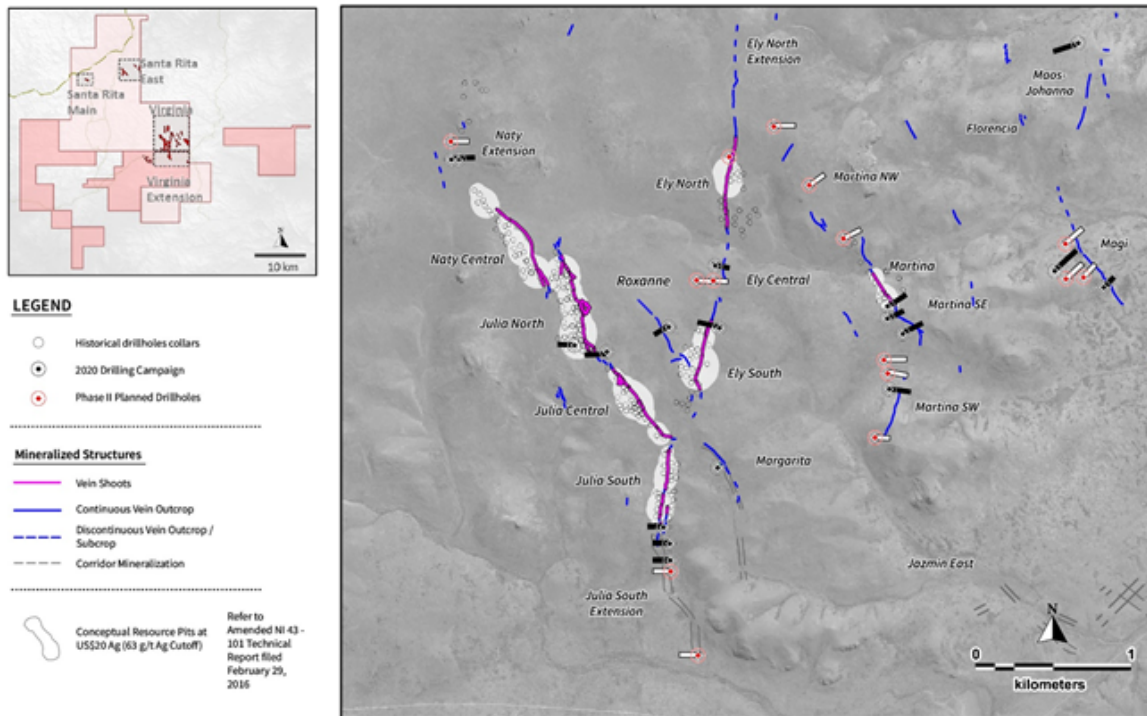 Santa Rita
East
Santa Rita
Main
Virginia
Virginia
Extension
N
10 km
LEGEND
Historical drillholes collars
2020 Drilling Campaign
Phase II Planned Drillholes
Mineralized Structures
Vein Shoots
Continuous Vein Outcrop
Discontinuous Vein Outcrop /
Subcrop
Corridor Mineralization
Conceptual Resource Pits at
US$20 Ag (63 g/t Ag Cutoff)
Refer to
Amended NI 43 -
101 Technical
Report filed
February 29,
2016
Ely North
Extension
Maos
Johanna
Florencia
Naty
Extension
Ely North
Martina NW
Naty Central
Roxanne
Ely Central
Martina
Magi
Martina SE
Julia North
Ely South
Julia Central
Martina SW
Margarita
Julia South
Jazmin East
Julia South
Extension
N
0 1
kilometers